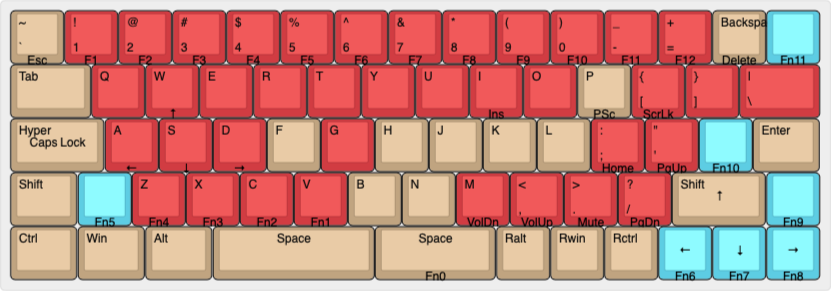 ~ ! @ # $ % ^ & * ( ) _ + Backspa
` 1 2 3 4 5 6 7 8 9 0 - =
Esc F1 F2 F3 F4 F5 F6 F7 F8 F9 F10 F11 F12 Delete Fn11
Tab Q W E R T Y U I O P { } |
[ ] \
↑ Ins PSc ScrLk
Hyper A S D F G H J K L : " Enter
Caps Lock
; '
← ↓ → Home PgUp Fn10
Shift Z X C V B N M < > ? Shift
↑
, . /
Fn5 Fn4 Fn3 Fn2 Fn1 VolDn VolUp Mute PgDn Fn9
Ctrl Win Alt Space Space Ralt Rwin Rctrl
← ↓ →
Fn0 Fn6 Fn7 Fn8